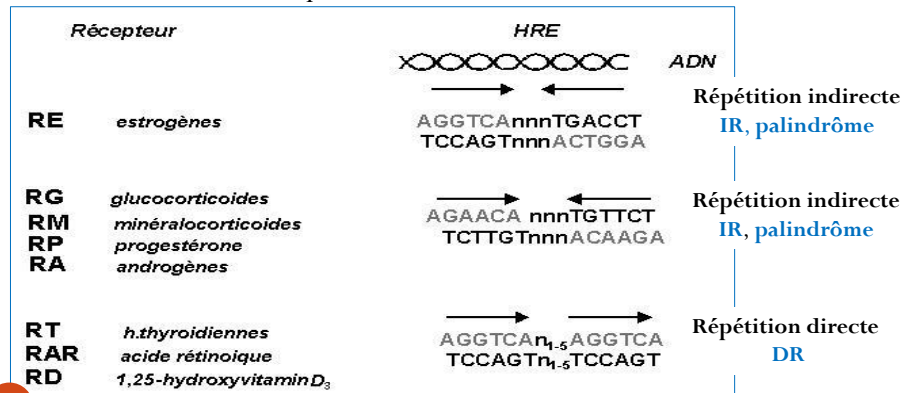 Récepteur HRE
ADN
Répétition indirecte
RE estrogènes AGGTCAnnnTGACCT IR, palindrôme
TCCAGTnnnACTGGA
RG glucocorticoides Répétition indirecte
RM minéralocorticoides AGAACA nnnTGTTCT IR, palindrôme
RP progestérone TCTTGTnnnACAAGA
RA androgènes
RT h.thyroidiennes AGGTCAn1-5AGGTCA Répétition directe
RAR acide rétinoique TCCAGTn1-5TCCAGT DR
RD 1,25-hydroxyvitamin D3